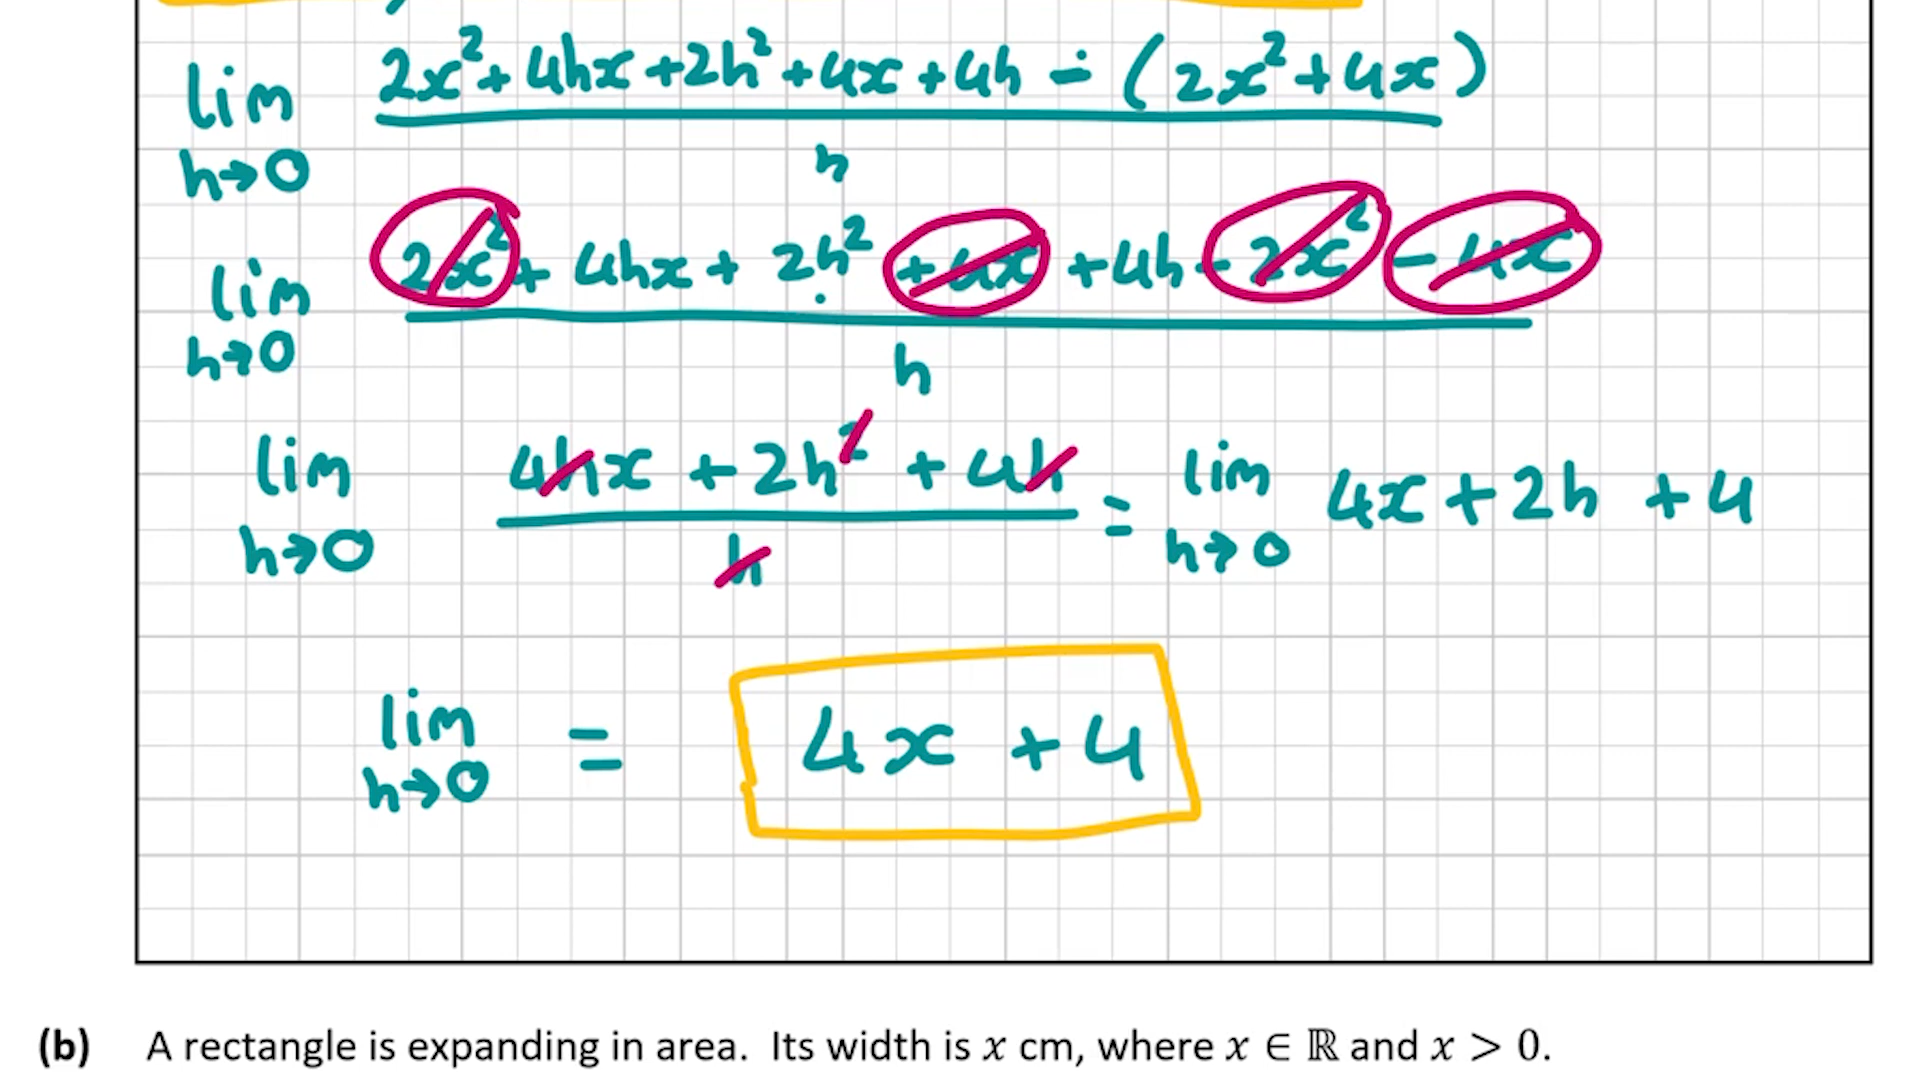 lim h→0 2x² + 4hx + 2h² + 4x + 4h - (2x² + 4x)
h
lim h→0 2x² + 4hx + 2h² + 4x + 4h - 2x² - 4x
h
lim h→0 4hx + 2h² + 4h = lim h→0 4x + 2h + 4
h
lim h→0 = 4x + 4
(b) A rectangle is expanding in area. Its width is x cm, where x ∈ ℝ and x > 0.